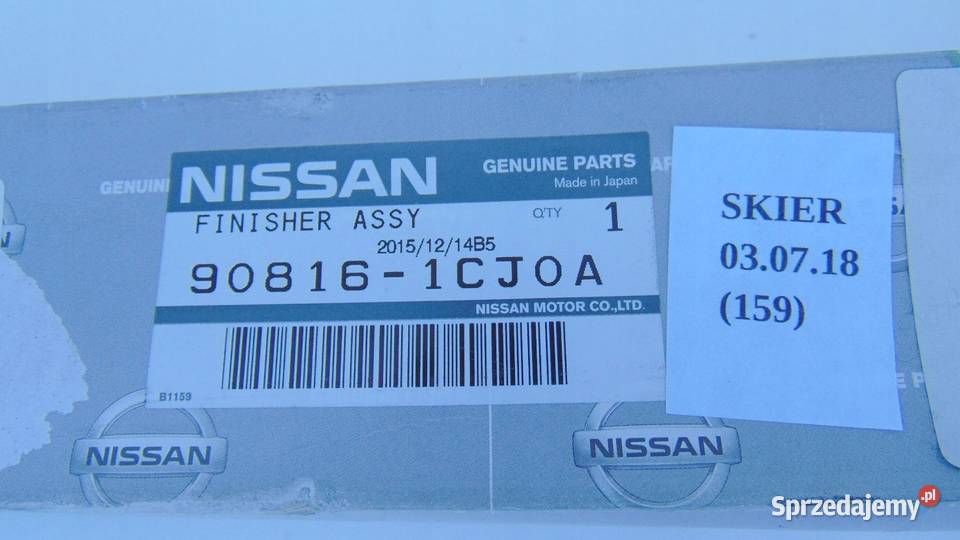 GENUIN
NISSAN
GENUINE PARTS
Made in Japan
FINISHER ASSY
Q'TY 1
2015/12/14B5
90816-1CJ0A
NISSAN MOTOR CO.,LTD.
B1159
SKIER
03.07.18
(159)
NISSAN
NISSAN
Sprzedajemy.pl